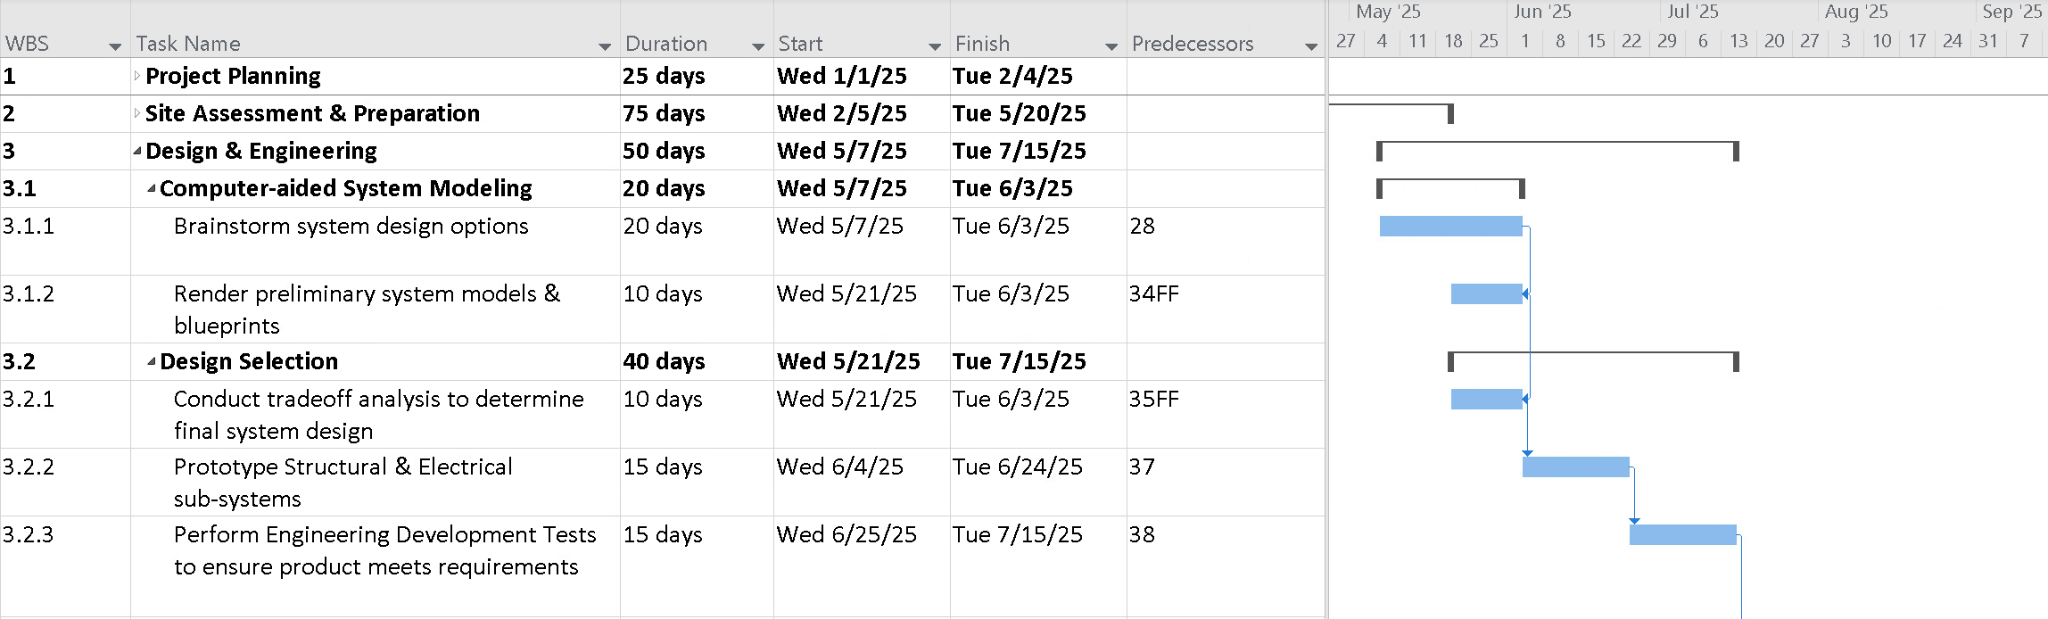 May '25 Jun '25 Jul '25 Aug '25 Sep '25
WBS Task Name Duration Start Finish Predecessors 27 4 11 18 25 1 8 15 22 29 6 13 20 27 3 10 17 24 31 7
1 Project Planning 25 days Wed 1/1/25 Tue 2/4/25
2 Site Assessment & Preparation 75 days Wed 2/5/25 Tue 5/20/25
3 Design & Engineering 50 days Wed 5/7/25 Tue 7/15/25
3.1 Computer-aided System Modeling 20 days Wed 5/7/25 Tue 6/3/25
3.1.1 Brainstorm system design options 20 days Wed 5/7/25 Tue 6/3/25 28
3.1.2 Render preliminary system models & 10 days Wed 5/21/25 Tue 6/3/25 34FF
blueprints
3.2 Design Selection 40 days Wed 5/21/25 Tue 7/15/25
3.2.1 Conduct tradeoff analysis to determine 10 days Wed 5/21/25 Tue 6/3/25 35FF
final system design
3.2.2 Prototype Structural & Electrical 15 days Wed 6/4/25 Tue 6/24/25 37
sub-systems
3.2.3 Perform Engineering Development Tests 15 days Wed 6/25/25 Tue 7/15/25 38
to ensure product meets requirements